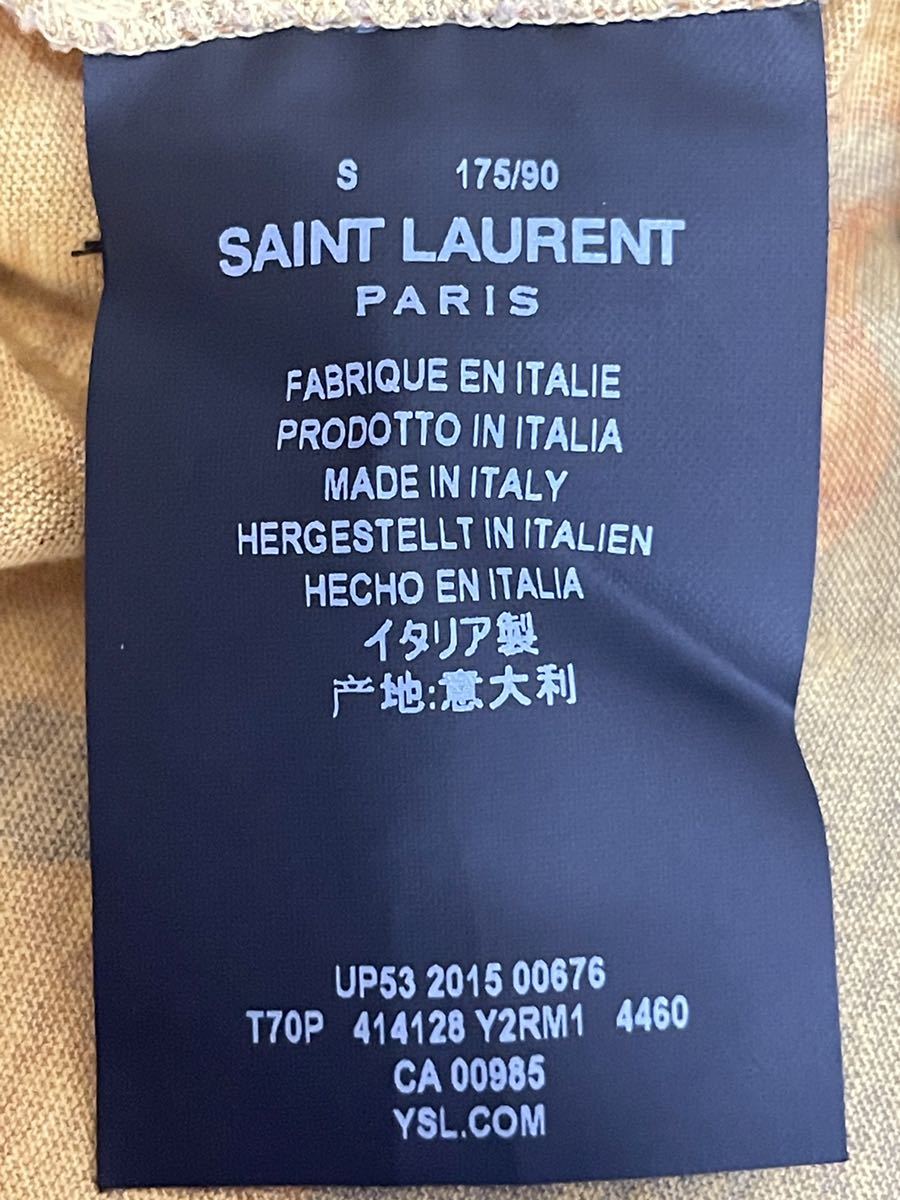 S 175/90
SAINT LAURENT
PARIS
FABRIQUE EN ITALIE
PRODOTTO IN ITALIA
MADE IN ITALY
HERGESTELLT IN ITALIEN
HECHO EN ITALIA
イタリア製
产地:意大利
UP53 2015 00676
T70P 414128 Y2RM1 4460
CA 00985
YSL.COM